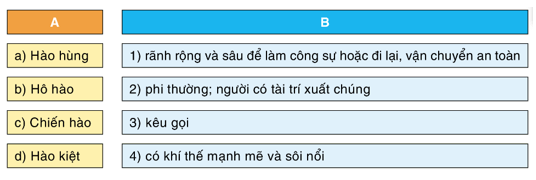 A B
a) Hào hùng 1) rãnh rộng và sâu để làm công sự hoặc đi lại, vận chuyển an toàn
b) Hô hào 2) phi thường; người có tài trí xuất chúng
c) Chiến hào 3) kêu gọi
d) Hào kiệt 4) có khí thế mạnh mẽ và sôi nổi